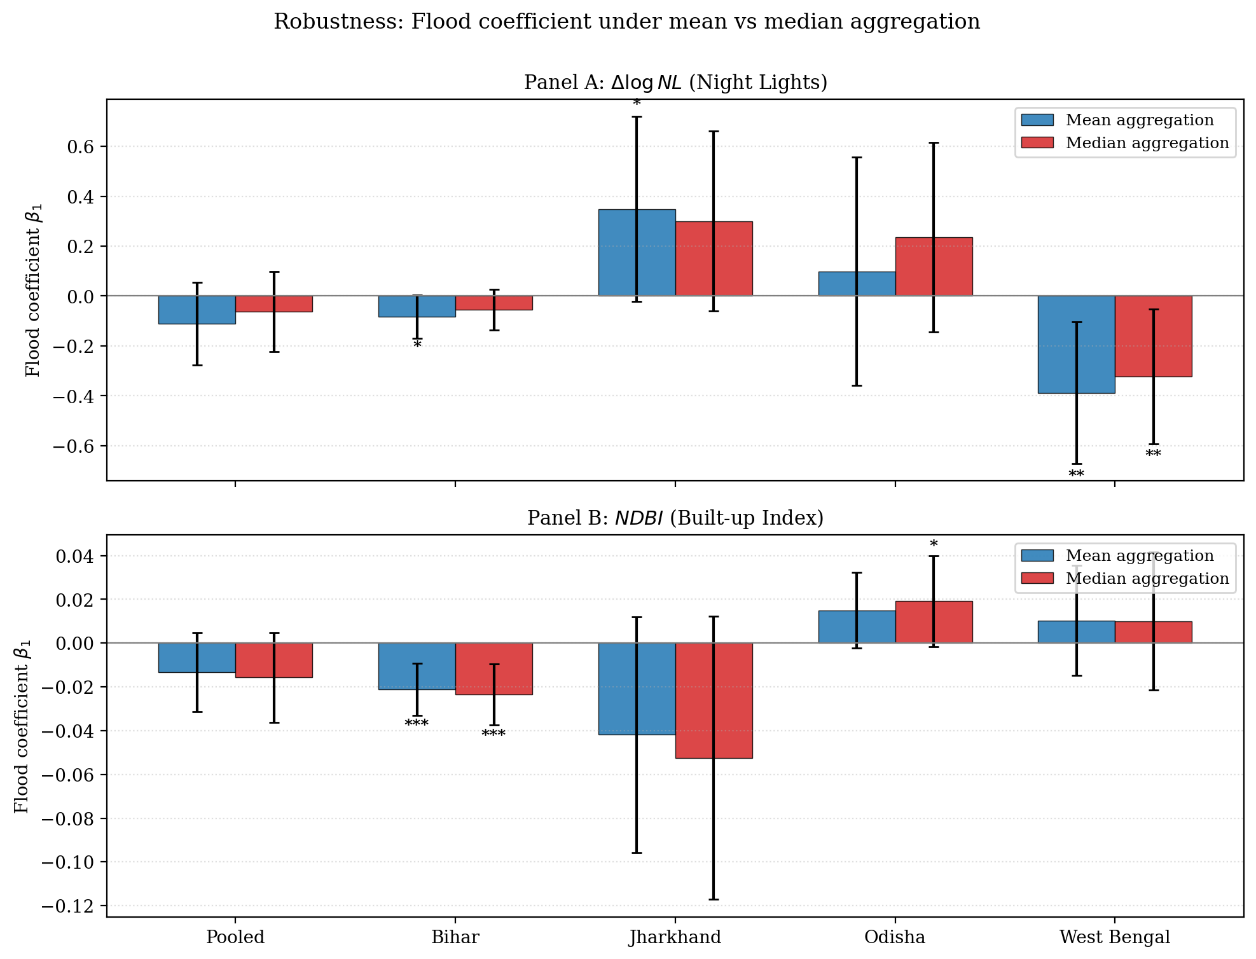 Robustness: Flood coefficient under mean vs median aggregation
Panel A: Δ log NL (Night Lights)
*
Mean aggregation
Median aggregation
0.6
0.4
0.2
0.0
−0.2
−0.4
−0.6
Flood coefficient β₁
*
**
**
Panel B: NDBI (Built-up Index)
*
Mean aggregation
Median aggregation
0.04
0.02
0.00
−0.02
−0.04
−0.06
−0.08
−0.10
−0.12
Flood coefficient β₁
***
***
Pooled
Bihar
Jharkhand
Odisha
West Bengal